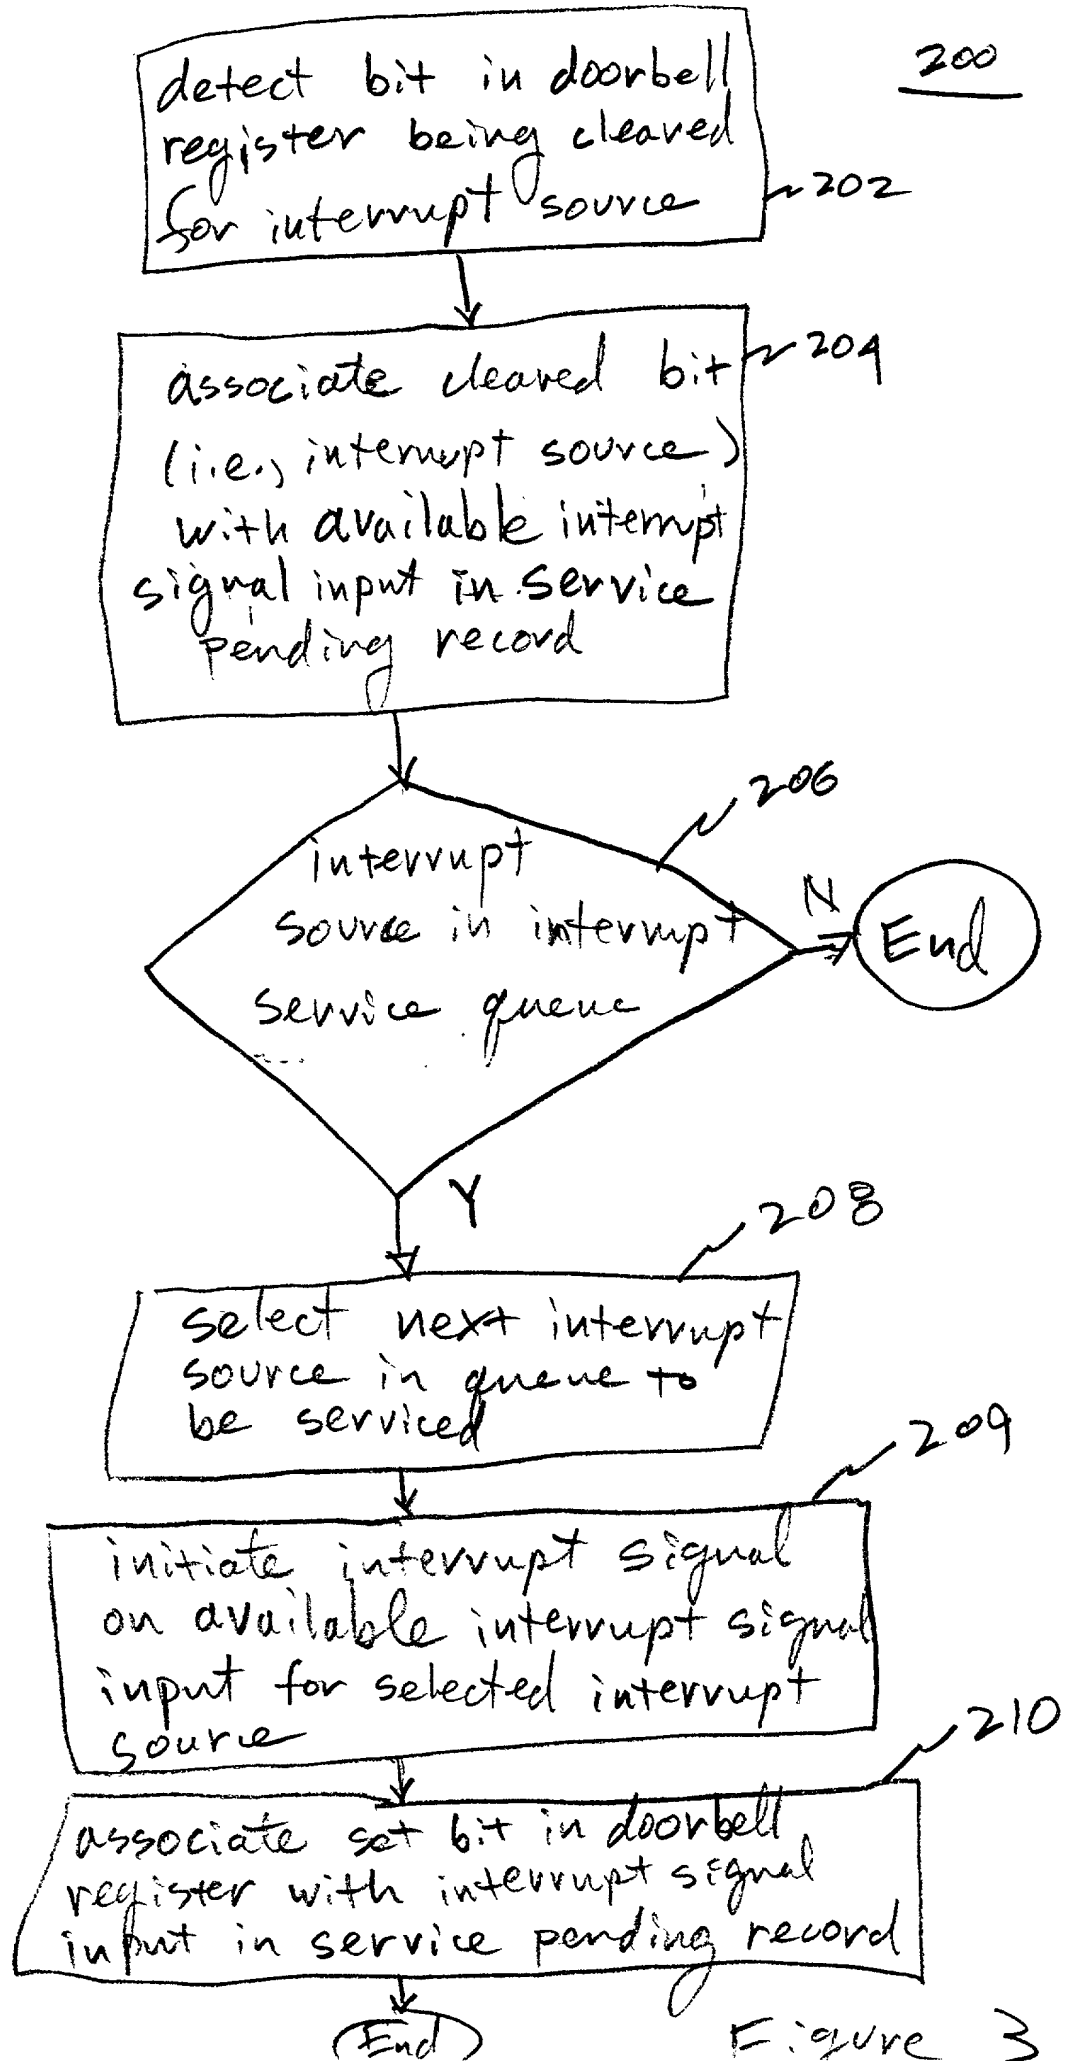 200
detect bit in doorbell
register being cleared
for interrupt source
202
associate cleared bit
204
(i.e., interrupt source)
with available interrupt
signal input in service
pending record
206
interrupt
source in interrupt
service queue
N
End
Y
208
select next interrupt
source in queue to
be serviced
209
initiate interrupt signal
on available interrupt signal
input for selected interrupt
source
210
associate set bit in doorbell
register with interrupt signal
input in service pending record
End
Figure 3